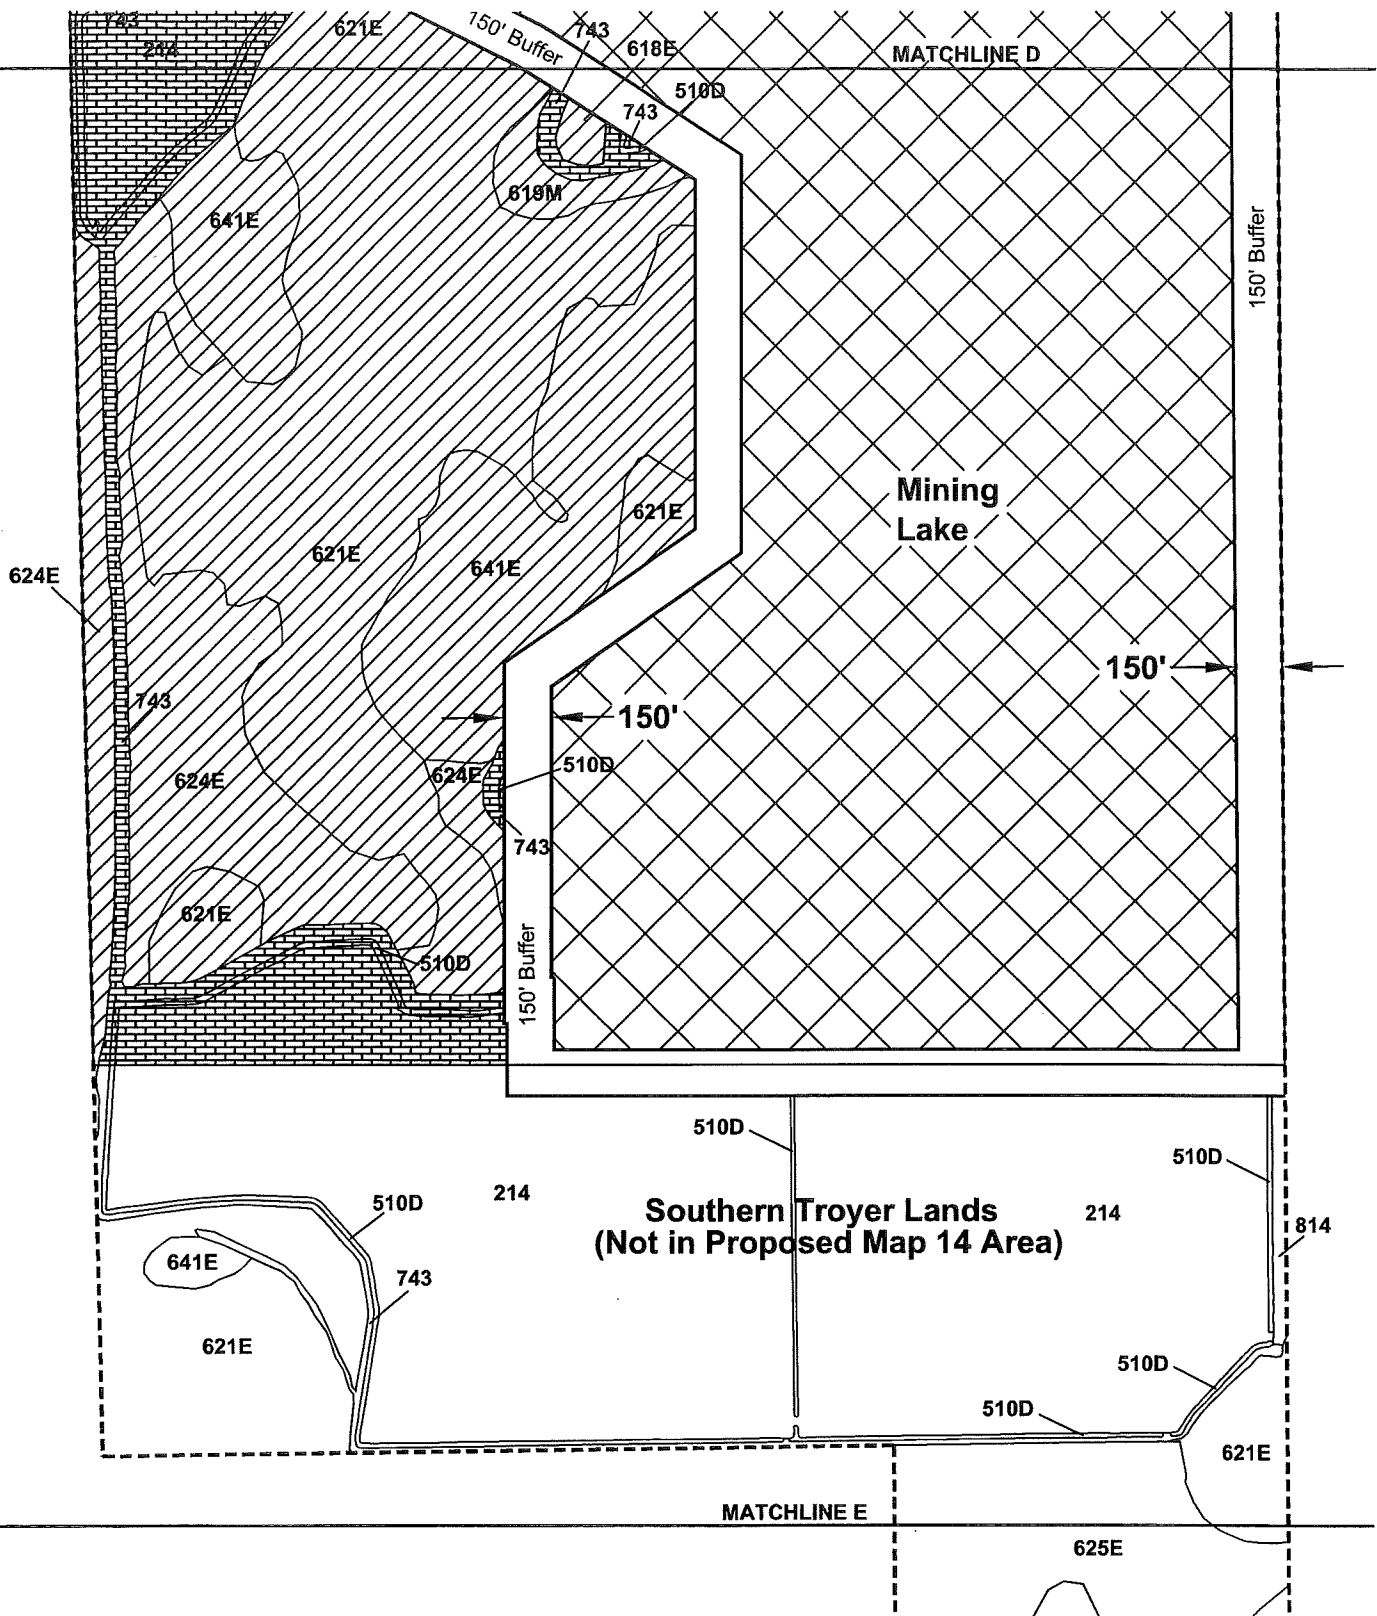 743
621E
150' Buffer
743
618E
MATCHLINE D
214
510D
743
619M
641E
150' Buffer
Mining
Lake
621E
621E
641E
624E
150'
743
150'
624E
624E
510D
743
621E
510D
150' Buffer
510D
510D
214
510D
Southern Troyer Lands
214
814
(Not in Proposed Map 14 Area)
641E
743
621E
510D
510D
621E
MATCHLINE E
625E